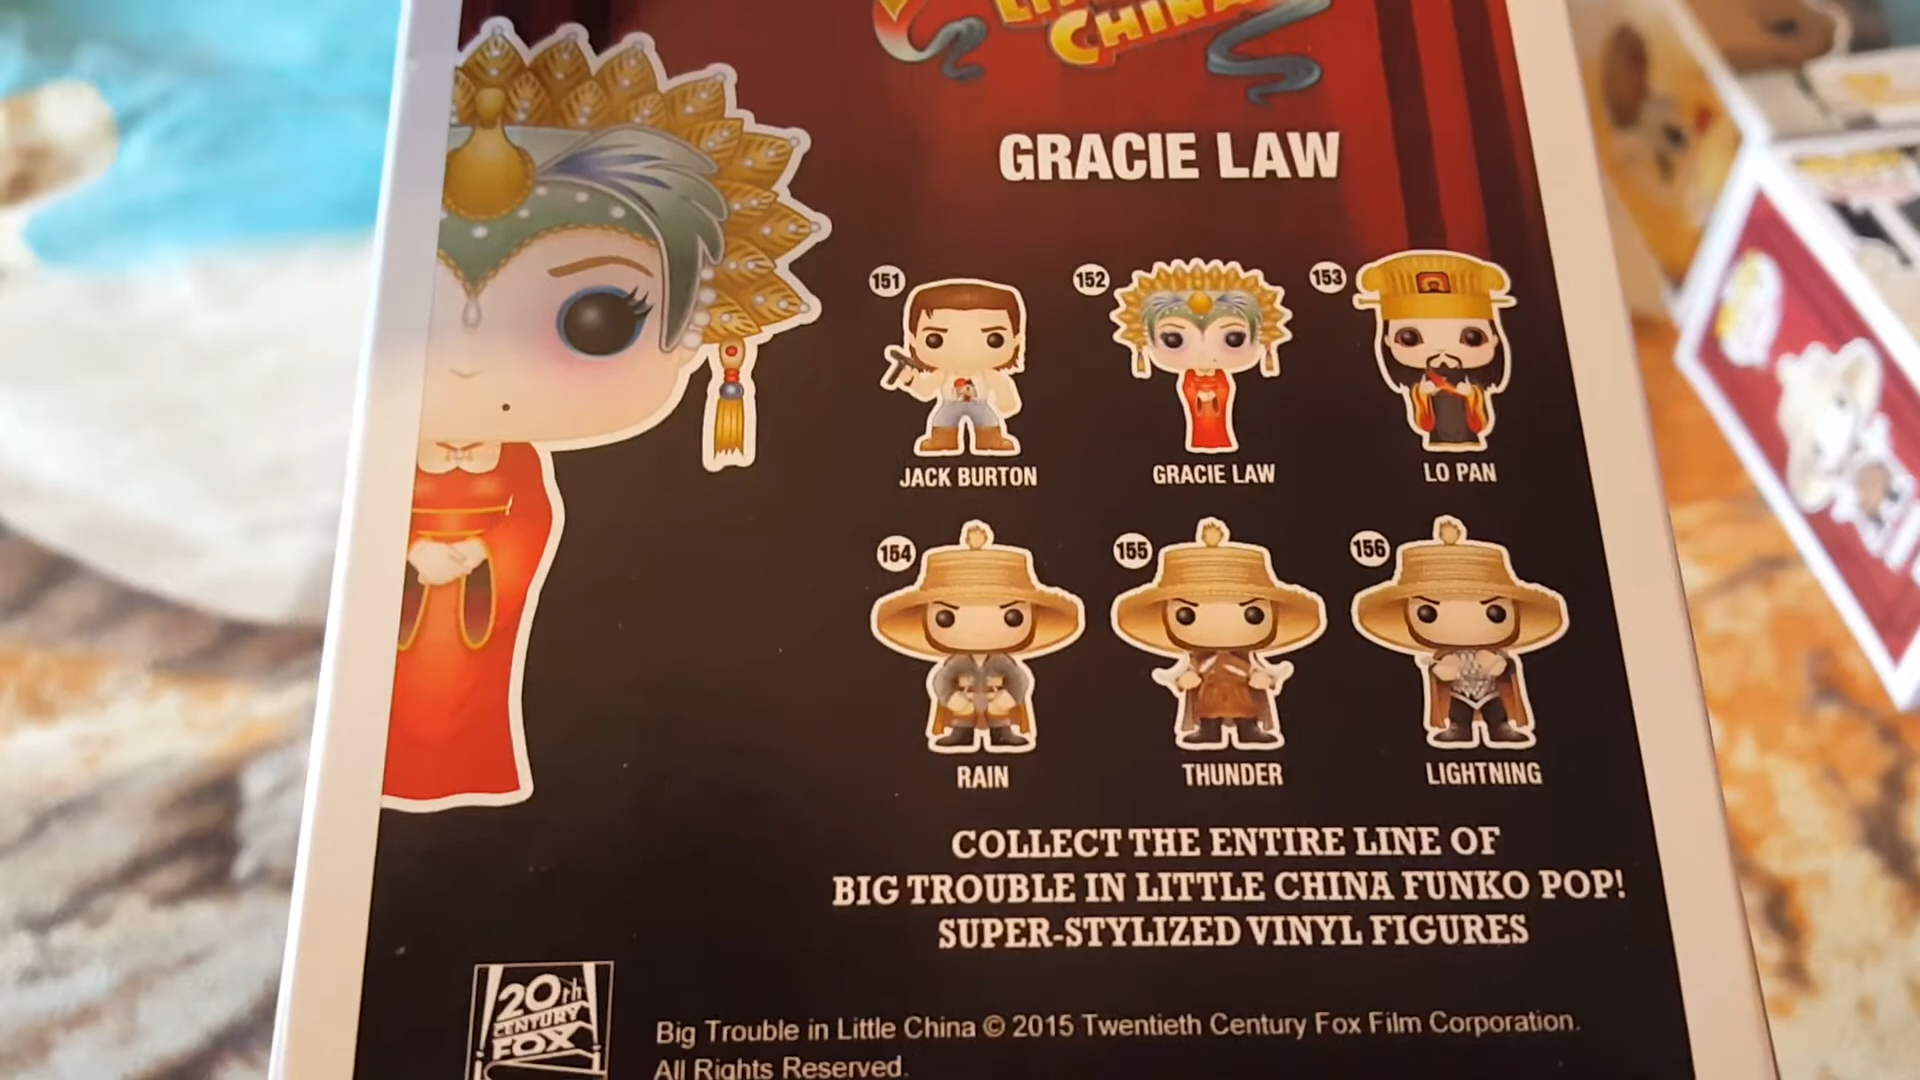 CHINA
GRACIE LAW
151
152
153
JACK BURTON
GRACIE LAW
LO PAN
154
155
156
RAIN
THUNDER
LIGHTNING
COLLECT THE ENTIRE LINE OF
BIG TROUBLE IN LITTLE CHINA FUNKO POP!
SUPER-STYLIZED VINYL FIGURES
20th
CENTURY
FOX
Big Trouble in Little China © 2015 Twentieth Century Fox Film Corporation.
All Rights Reserved.